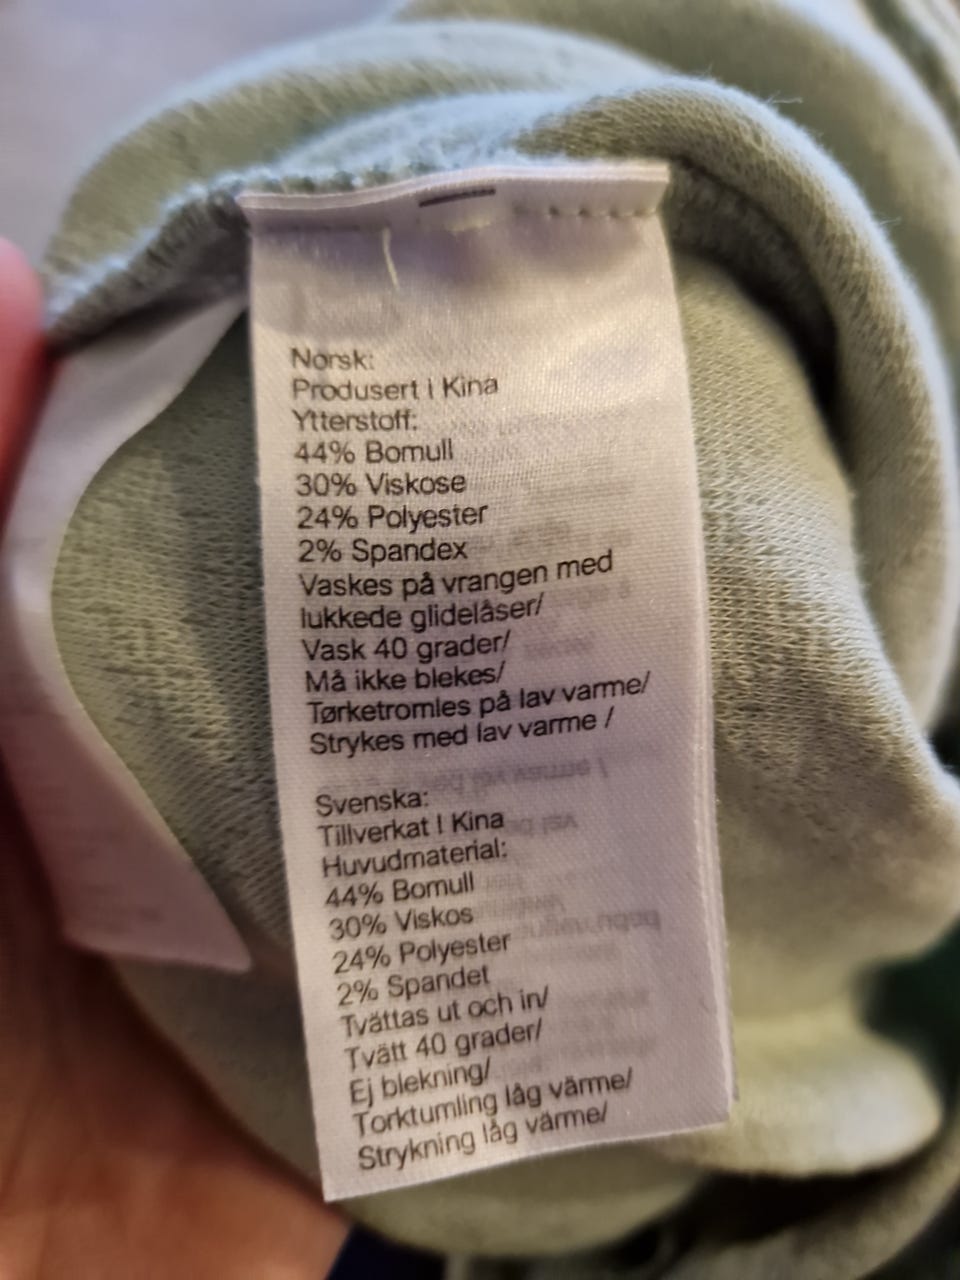 Norsk:
Produsert i Kina
Ytterstoff:
44% Bomull
30% Viskose
24% Polyester
2% Spandex
Vaskes på vrangen med
lukkede glidelåser/
Vask 40 grader/
Må ikke blekes/
Tørketromles på lav varme/
Strykes med lav varme /
Svenska:
Tillverkat I Kina
Huvudmaterial:
44% Bomull
30% Viskos
24% Polyester
2% Spandet
Tvättas ut och in/
Tvätt 40 grader/
Ej blekning/
Torktumling låg värme/
Strykning låg värme/